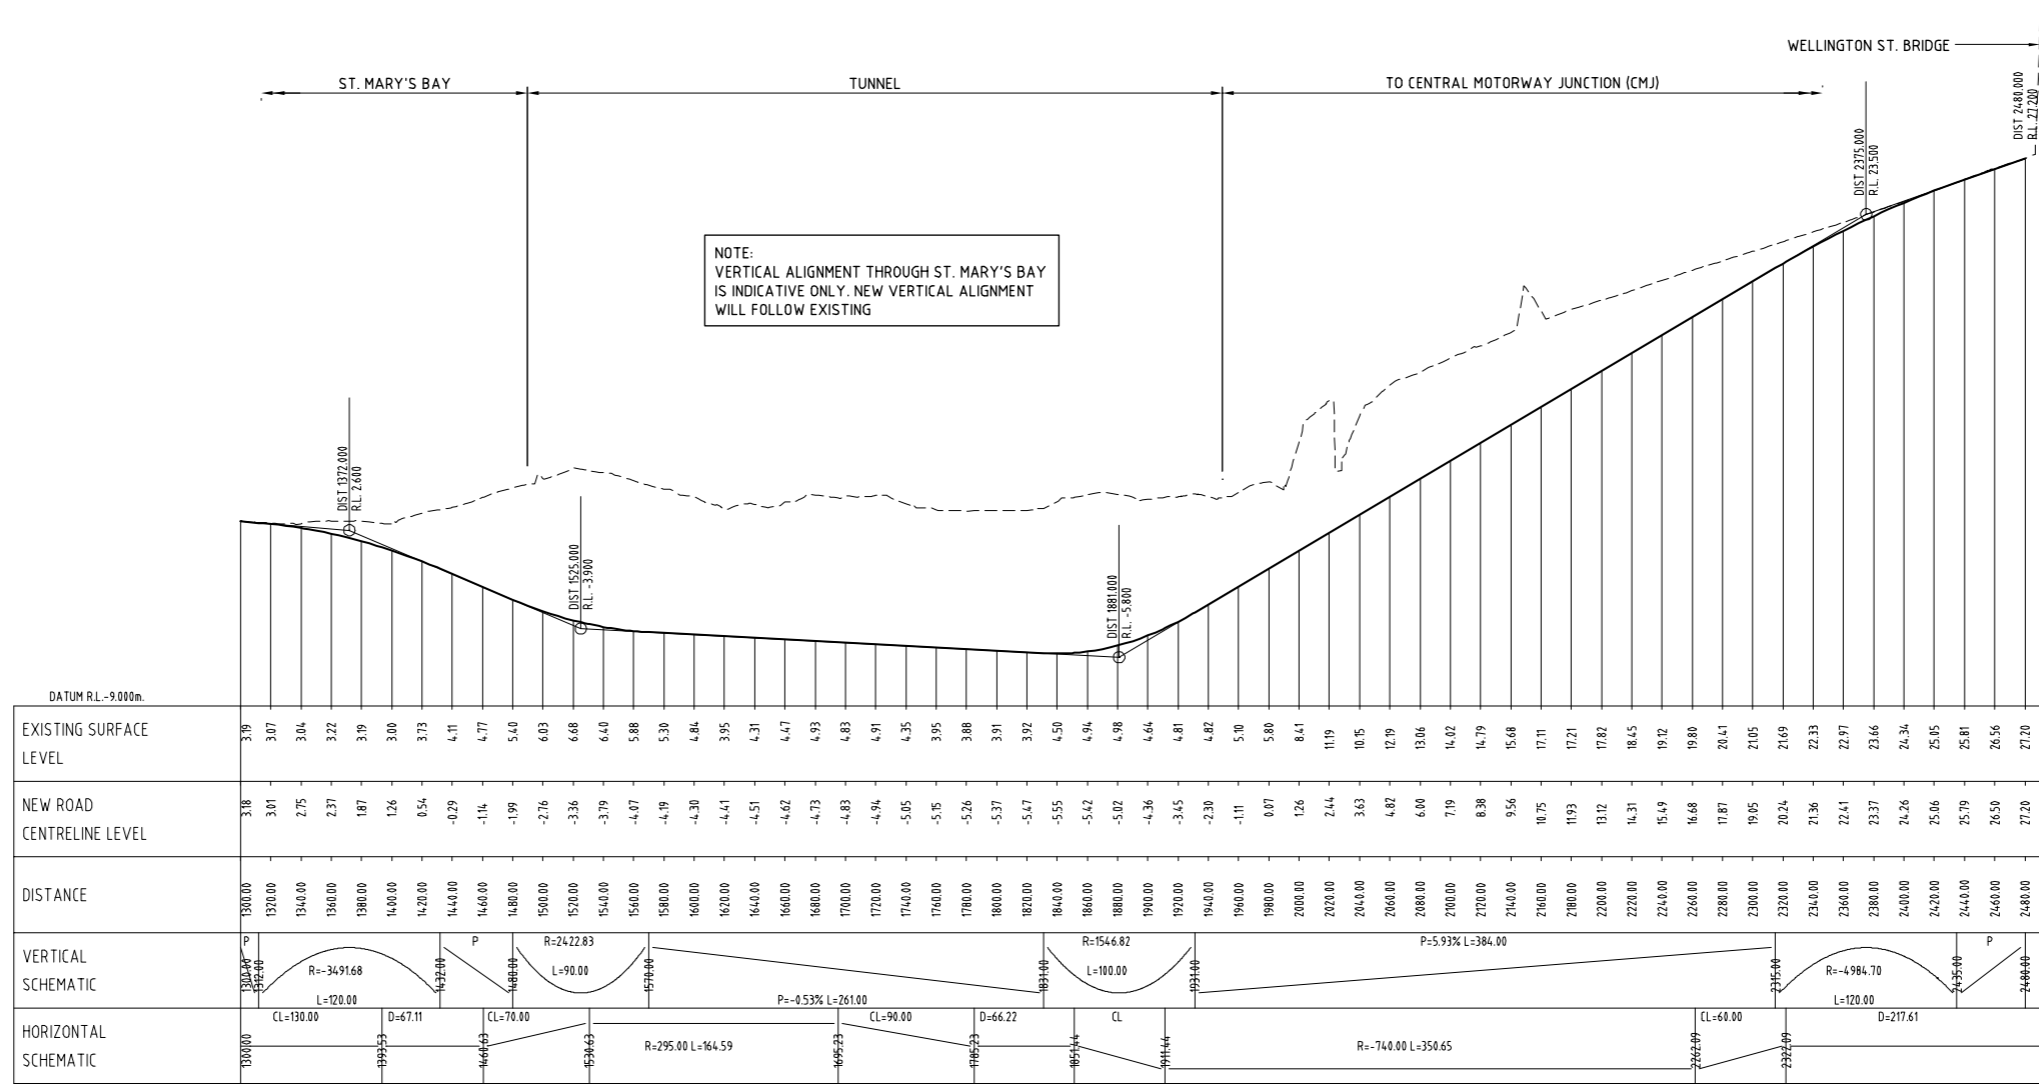 WELLINGTON ST. BRIDGE
ST. MARY'S BAY
TUNNEL
TO CENTRAL MOTORWAY JUNCTION (CMJ)
DIST 2480.000
R.L. 27.200
DIST 2375.000
R.L. 23.500
NOTE:
VERTICAL ALIGNMENT THROUGH ST. MARY'S BAY
IS INDICATIVE ONLY. NEW VERTICAL ALIGNMENT
WILL FOLLOW EXISTING
DIST 1372.000
R.L. 2.600
DIST 1525.000
R.L. -3.900
DIST 1881.000
R.L. -5.800
DATUM R.L.-9.000m.
EXISTING SURFACE
LEVEL
3.19 3.07 3.04 3.22 3.19 3.00 3.73 4.11 4.77 5.40 6.03 6.68 6.40 5.88 5.30 4.84 3.95 4.31 4.47 4.93 4.83 4.91 4.35 3.95 3.88 3.91 3.92 4.50 4.94 4.98 4.64 4.81 4.82 5.10 5.80 8.41 11.19 10.15 12.19 13.06 14.02 14.79 15.68 17.11 17.21 17.82 18.45 19.12 19.80 20.41 21.05 21.69 22.33 22.97 23.66 24.34 25.05 25.81 26.56 27.20
NEW ROAD
CENTRELINE LEVEL
3.18 3.01 2.75 2.37 1.87 1.26 0.54 -0.29 -1.14 -1.99 -2.76 -3.36 -3.79 -4.07 -4.19 -4.30 -4.41 -4.51 -4.62 -4.73 -4.83 -4.94 -5.05 -5.15 -5.26 -5.37 -5.47 -5.55 -5.42 -5.02 -4.36 -3.45 -2.30 -1.11 0.07 1.26 2.44 3.63 4.82 6.00 7.19 8.38 9.56 10.75 11.93 13.12 14.31 15.49 16.68 17.87 19.05 20.24 21.36 22.41 23.37 24.26 25.06 25.79 26.50 27.20
DISTANCE
1300.00 1320.00 1340.00 1360.00 1380.00 1400.00 1420.00 1440.00 1460.00 1480.00 1500.00 1520.00 1540.00 1560.00 1580.00 1600.00 1620.00 1640.00 1660.00 1680.00 1700.00 1720.00 1740.00 1760.00 1780.00 1800.00 1820.00 1840.00 1860.00 1880.00 1900.00 1920.00 1940.00 1960.00 1980.00 2000.00 2020.00 2040.00 2060.00 2080.00 2100.00 2120.00 2140.00 2160.00 2180.00 2200.00 2220.00 2240.00 2260.00 2280.00 2300.00 2320.00 2340.00 2360.00 2380.00 2400.00 2420.00 2440.00 2460.00 2480.00
VERTICAL
SCHEMATIC
1300.00 P 1312.00
R=-3491.68
L=120.00
1432.00 P 1480.00
R=2422.83
L=90.00
1570.00
P=-0.53% L=261.00
1831.00
R=1546.82
L=100.00
1931.00
P=5.93% L=384.00
2315.00
R=-4984.70
L=120.00
2435.00 P 2480.00
HORIZONTAL
SCHEMATIC
1300.00 CL=130.00 1393.53 D=67.11 1460.63 CL=70.00 1530.63 R=295.00 L=164.59 1695.23 CL=90.00 1785.23 D=66.22 1851.44 CL 1911.44 R=-740.00 L=350.65 2262.09 CL=60.00 2322.09 D=217.61